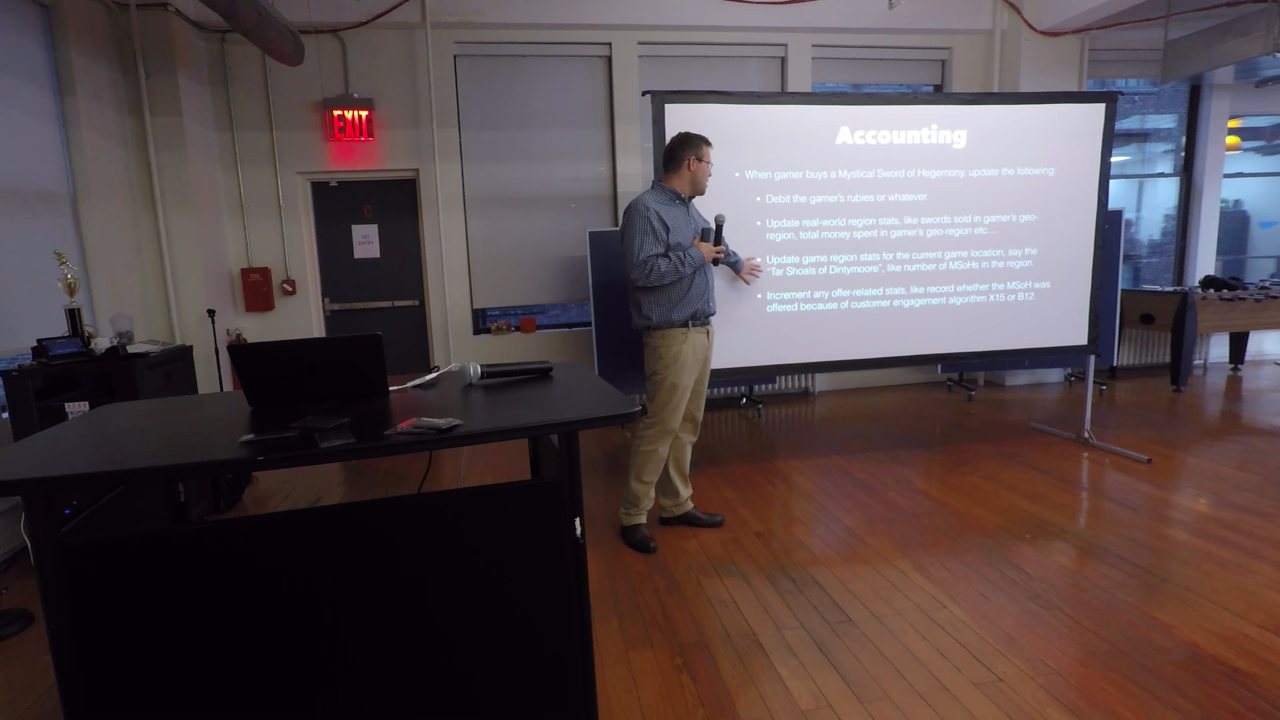 EXIT
NO
ENTRY
Accounting
• When gamer buys a Mystical Sword of Hegemony, update the following:
• Debit the gamer's rubies or whatever.
• Update real-world region stats, like swords sold in gamer's geo-
region, total money spent in gamer's geo-region etc...
• Update game region stats for the current game location, say the
"Tar Shoals of Dintymoore", like number of MSoHs in the region.
• Increment any offer-related stats, like record whether the MSoH was
offered because of customer engagement algorithm X15 or B12.